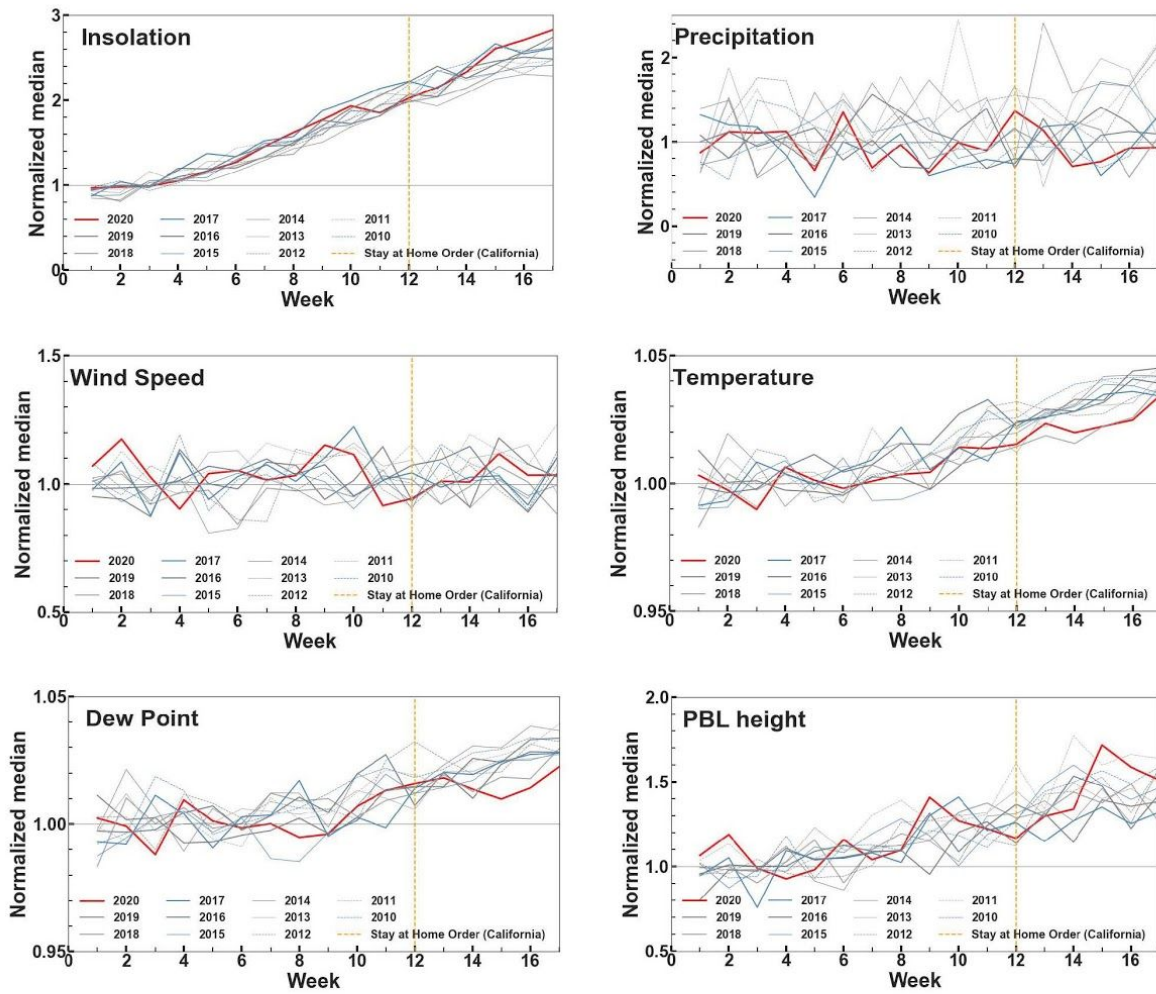 Insolation
Normalized median
3
2
1
0
2020 2017 2014 2011
2019 2016 2013 2010
2018 2015 2012 Stay at Home Order (California)
0 2 4 6 8 10 12 14 16
Week
Precipitation
Normalized median
2
1
0
2020 2017 2014 2011
2019 2016 2013 2010
2018 2015 2012 Stay at Home Order (California)
0 2 4 6 8 10 12 14 16
Week
Wind Speed
Normalized median
1.5
1.0
0.5
2020 2017 2014 2011
2019 2016 2013 2010
2018 2015 2012 Stay at Home Order (California)
0 2 4 6 8 10 12 14 16
Week
Temperature
Normalized median
1.05
1.00
0.95
2020 2017 2014 2011
2019 2016 2013 2010
2018 2015 2012 Stay at Home Order (California)
0 2 4 6 8 10 12 14 16
Week
Dew Point
Normalized median
1.05
1.00
0.95
2020 2017 2014 2011
2019 2016 2013 2010
2018 2015 2012 Stay at Home Order (California)
0 2 4 6 8 10 12 14 16
Week
PBL height
Normalized median
2.0
1.5
1.0
0.5
2020 2017 2014 2011
2019 2016 2013 2010
2018 2015 2012 Stay at Home Order (California)
0 2 4 6 8 10 12 14 16
Week